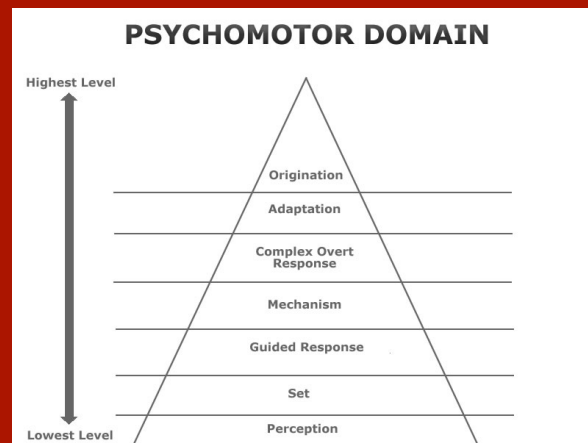 PSYCHOMOTOR DOMAIN
Highest Level
Origination
Adaptation
Complex Overt
Response
Mechanism
Guided Response
Set
Perception
Lowest Level